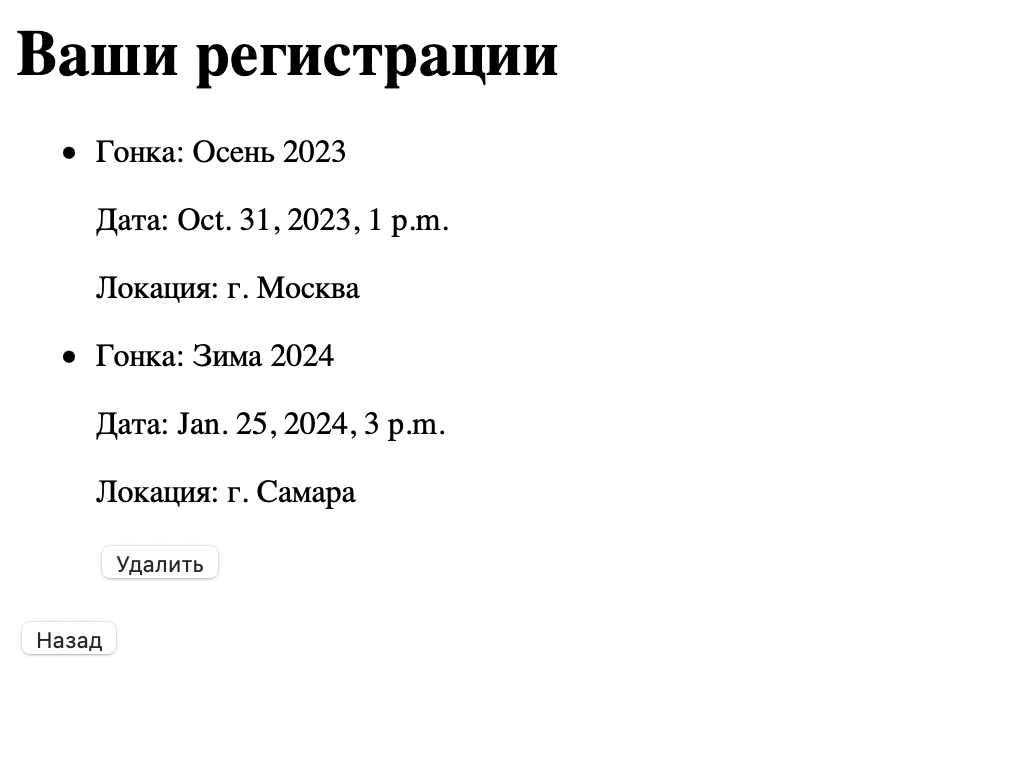 Ваши регистрации
Гонка: Осень 2023
Дата: Oct. 31, 2023, 1 p.m.
Локация: г. Москва
Гонка: Зима 2024
Дата: Jan. 25, 2024, 3 p.m.
Локация: г. Самара
Удалить
Назад